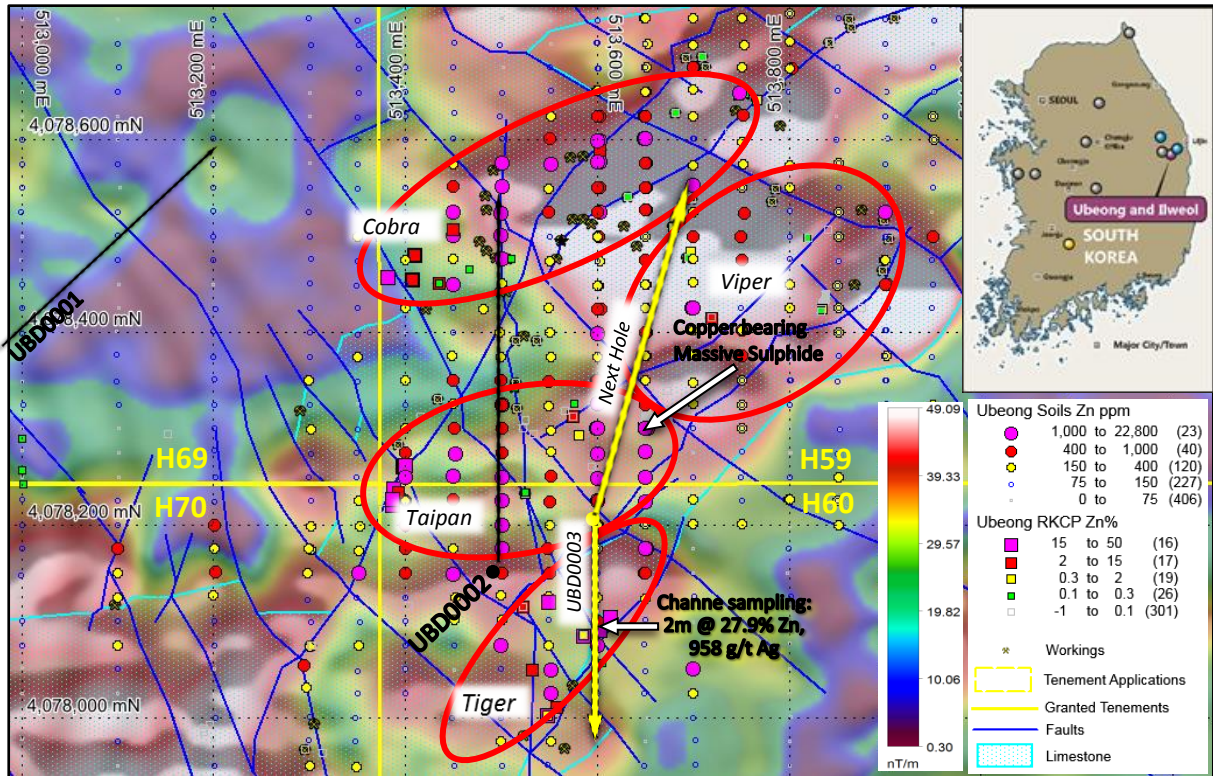 513,000 mE
513,200 mE
513,400 mE
513,600 mE
513,800 mE
4,078,600 mN
4,078,200 mN
4,078,000 mN
UBD0001
UBD0002
UBD0003
Cobra
Viper
Taipan
Tiger
Next Hole
Copper bearing
Massive Sulphide
Channe sampling:
2m @ 27.9% Zn,
958 g/t Ag
H69
H70
H59
H60
SEOUL
Ubeong and Ilweol
SOUTH
KOREA
Major City/Town
49.09
39.33
29.57
19.82
10.06
0.30
nT/m
Ubeong Soils Zn ppm
1,000 to 22,800 (23)
400 to 1,000 (40)
150 to 400 (120)
75 to 150 (227)
0 to 75 (406)
Ubeong RKCP Zn%
15 to 50 (16)
2 to 15 (17)
0.3 to 2 (19)
0.1 to 0.3 (26)
-1 to 0.1 (301)
Workings
Tenement Applications
Granted Tenements
Faults
Limestone